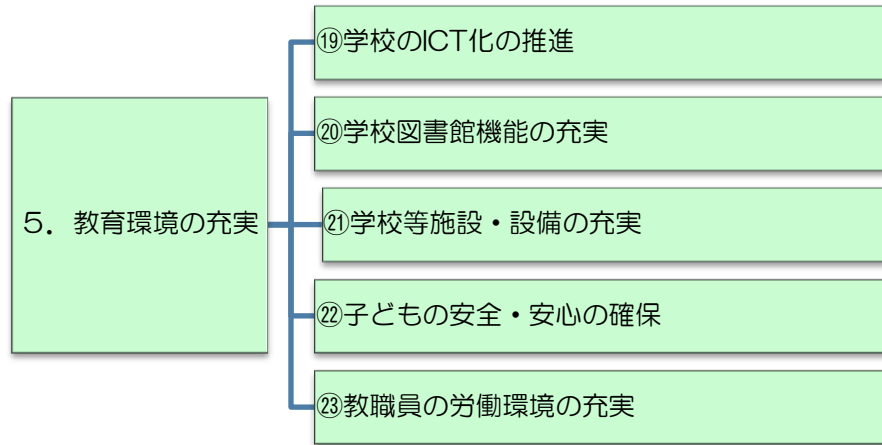 ⑲学校のICT化の推進
⑳学校図書館機能の充実
５．教育環境の充実
㉑学校等施設・設備の充実
㉒子どもの安全・安心の確保
㉓教職員の労働環境の充実